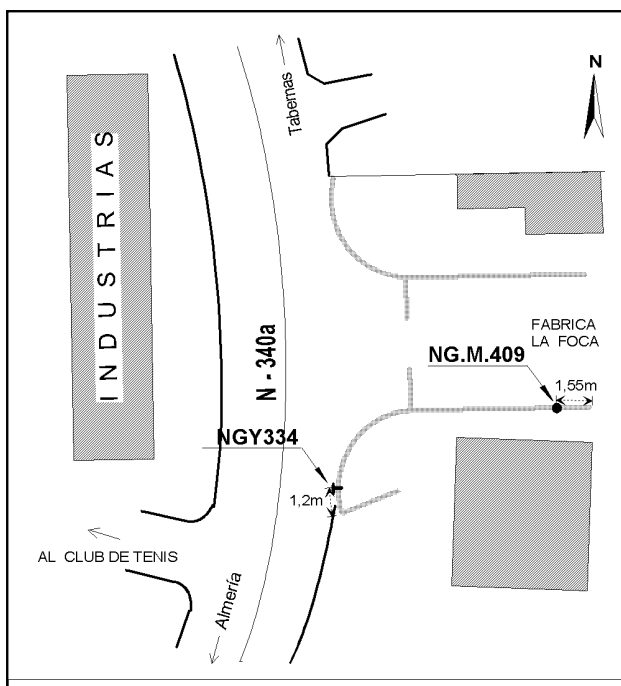 Tabernas
N
INDUSTRIAS
N - 340a
FABRICA
LA FOCA
NG.M.409
1,55m
NGY334
1,2m
AL CLUB DE TENIS
Almería